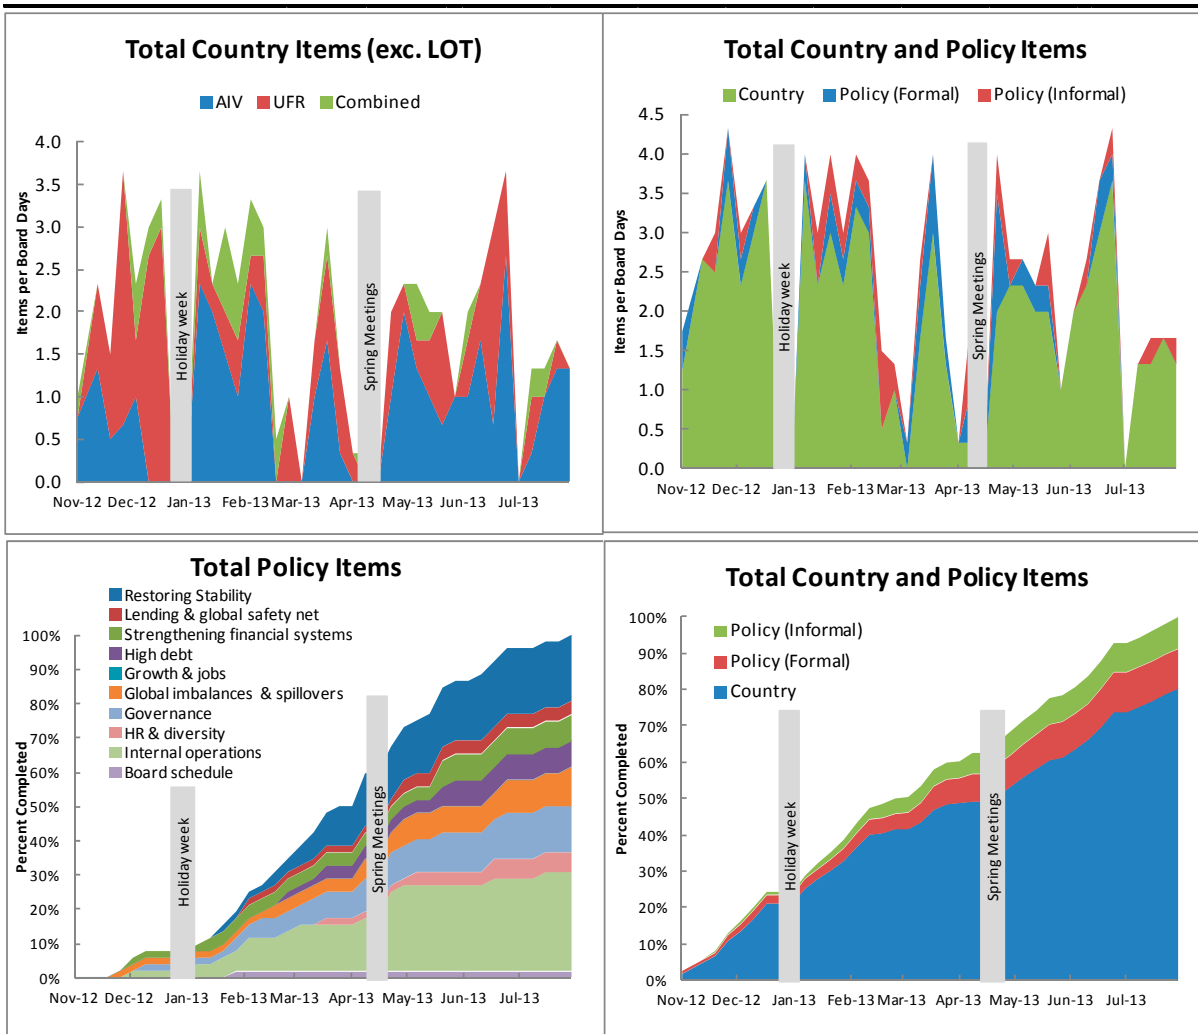 Total Country Items (exc. LOT)
AIV UFR Combined
Items per Board Days
4.0
3.5
3.0
2.5
2.0
1.5
1.0
0.5
0.0
Holiday week
Spring Meetings
Nov-12 Dec-12 Jan-13 Feb-13 Mar-13 Apr-13 May-13 Jun-13 Jul-13
Total Country and Policy Items
Country Policy (Formal) Policy (Informal)
Items per Board Days
4.5
4.0
3.5
3.0
2.5
2.0
1.5
1.0
0.5
0.0
Holiday week
Spring Meetings
Nov-12 Dec-12 Jan-13 Feb-13 Mar-13 Apr-13 May-13 Jun-13 Jul-13
Total Policy Items
Restoring Stability
Lending & global safety net
Strengthening financial systems
High debt
Growth & jobs
Global imbalances & spillovers
Governance
HR & diversity
Internal operations
Board schedule
Percent Completed
100%
90%
80%
70%
60%
50%
40%
30%
20%
10%
0%
Holiday week
Spring Meetings
Nov-12 Dec-12 Jan-13 Feb-13 Mar-13 Apr-13 May-13 Jun-13 Jul-13
Total Country and Policy Items
Policy (Informal)
Policy (Formal)
Country
Percent Completed
100%
90%
80%
70%
60%
50%
40%
30%
20%
10%
0%
Holiday week
Spring Meetings
Nov-12 Dec-12 Jan-13 Feb-13 Mar-13 Apr-13 May-13 Jun-13 Jul-13